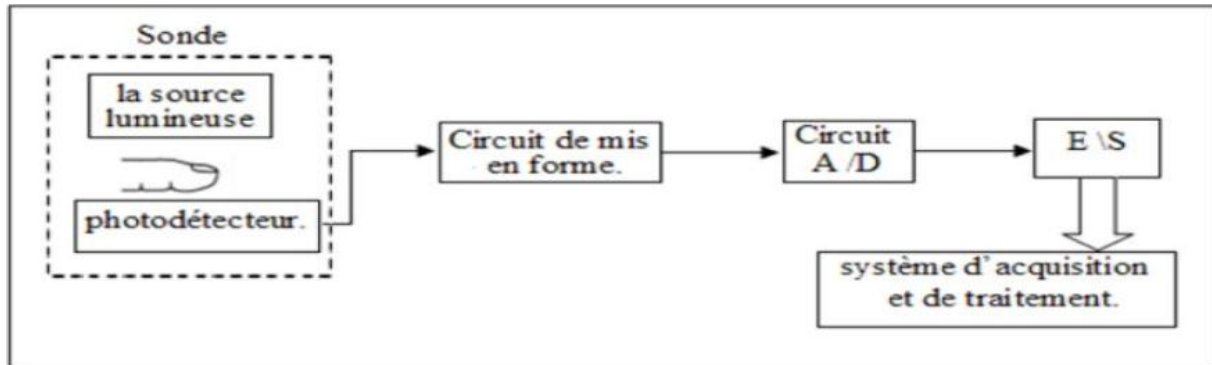 Sonde
la source
lumineuse
photodétecteur.
Circuit de mis
en forme.
Circuit
A /D
E \S
système d'acquisition
et de traitement.